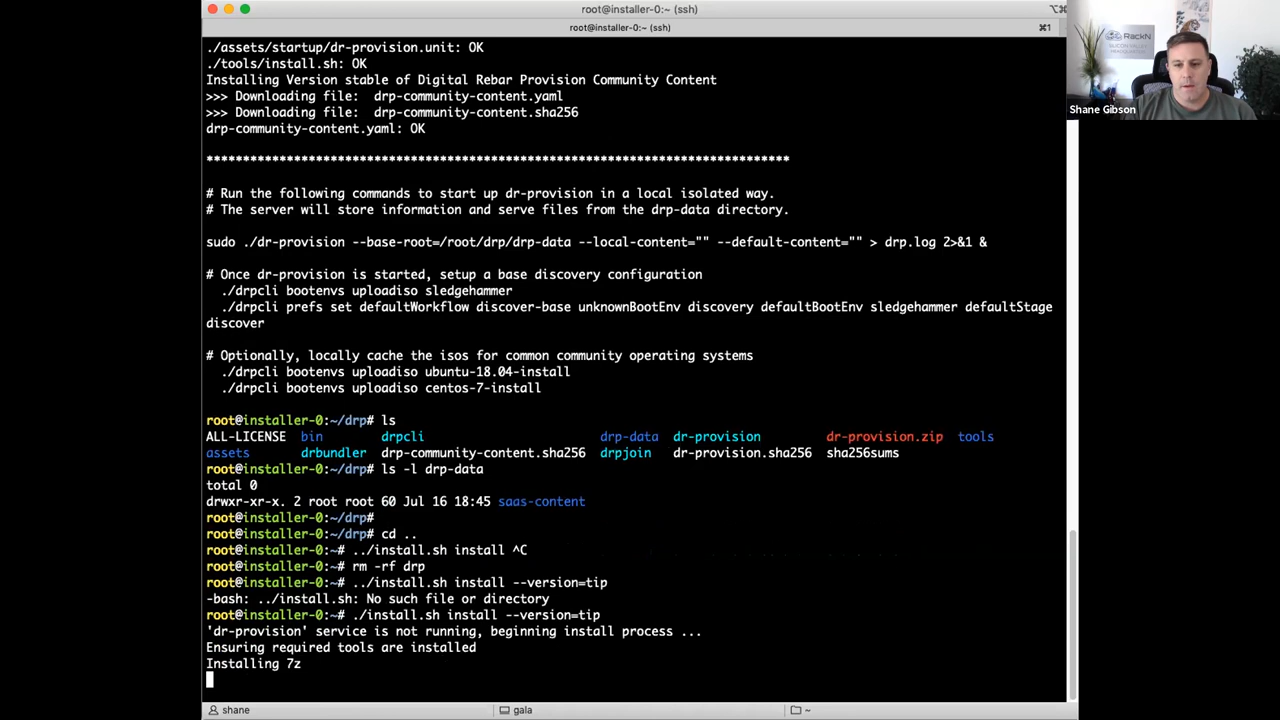 root@installer-0:~ (ssh)
root@installer-0:~ (ssh)
⌘1
./assets/startup/dr-provision.unit: OK
./tools/install.sh: OK
Installing Version stable of Digital Rebar Provision Community Content
>>> Downloading file:  drp-community-content.yaml
>>> Downloading file:  drp-community-content.sha256
drp-community-content.yaml: OK
********************************************************************************
# Run the following commands to start up dr-provision in a local isolated way.
# The server will store information and serve files from the drp-data directory.
sudo ./dr-provision --base-root=/root/drp/drp-data --local-content="" --default-content="" > drp.log 2>&1 &
# Once dr-provision is started, setup a base discovery configuration
  ./drpcli bootenvs uploadiso sledgehammer
  ./drpcli prefs set defaultWorkflow discover-base unknownBootEnv discovery defaultBootEnv sledgehammer defaultStage
discover
# Optionally, locally cache the isos for common community operating systems
  ./drpcli bootenvs uploadiso ubuntu-18.04-install
  ./drpcli bootenvs uploadiso centos-7-install
root@installer-0:~/drp# ls
ALL-LICENSE  bin        drpcli                        drp-data  dr-provision         dr-provision.zip  tools
assets       drbundler  drp-community-content.sha256  drpjoin   dr-provision.sha256  sha256sums
root@installer-0:~/drp# ls -l drp-data
total 0
drwxr-xr-x. 2 root root 60 Jul 16 18:45 saas-content
root@installer-0:~/drp#
root@installer-0:~/drp# cd ..
root@installer-0:~# ../install.sh install ^C
root@installer-0:~# rm -rf drp
root@installer-0:~# ../install.sh install --version=tip
-bash: ../install.sh: No such file or directory
root@installer-0:~# ./install.sh install --version=tip
'dr-provision' service is not running, beginning install process ...
Ensuring required tools are installed
Installing 7z
shane
gala
~
RackN
Shane Gibson